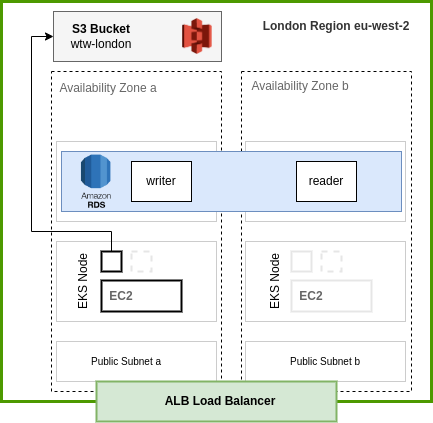 S3 Bucket
wtw-london
London Region eu-west-2
Availability Zone a
Availability Zone b
Amazon
RDS
writer
reader
EKS Node
EC2
EKS Node
EC2
Public Subnet a
Public Subnet b
ALB Load Balancer